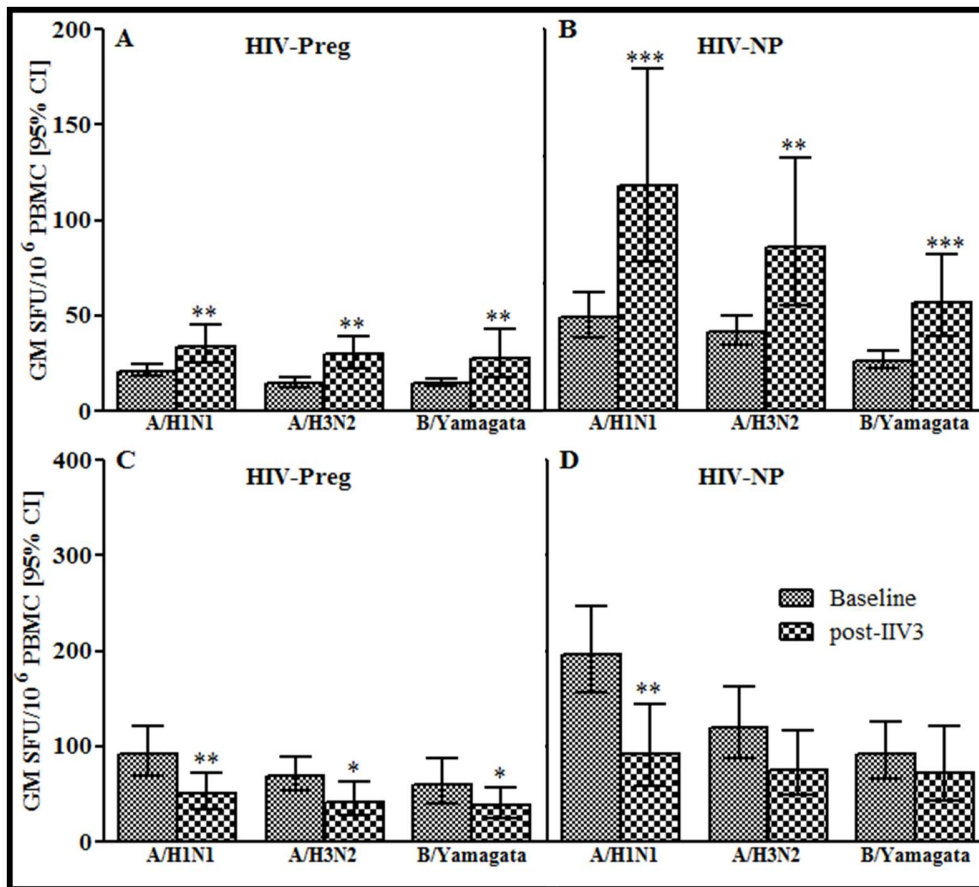 A
HIV-Preg
B
HIV-NP
GM SFU/10⁶ PBMC [95% CI]
200
150
100
50
0
**
**
**
***
**
***
A/H1N1
A/H3N2
B/Yamagata
A/H1N1
A/H3N2
B/Yamagata
C
HIV-Preg
D
HIV-NP
GM SFU/10⁶ PBMC [95% CI]
400
300
200
100
0
**
*
*
**
Baseline
post-IIV3
A/H1N1
A/H3N2
B/Yamagata
A/H1N1
A/H3N2
B/Yamagata